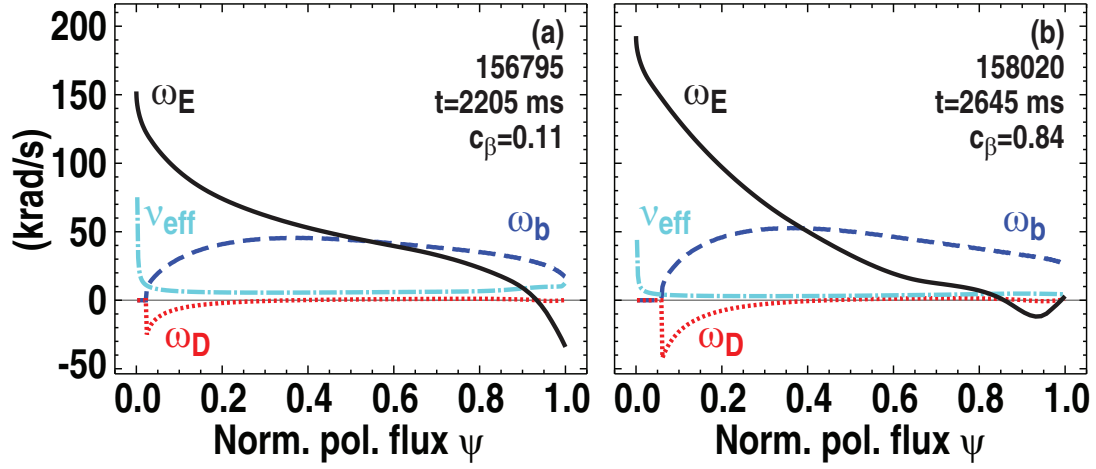 (krad/s)
200
150
100
50
0
-50
(a)
156795
t=2205 ms
cβ=0.11
ωE
νeff
ωb
ωD
0.0 0.2 0.4 0.6 0.8 1.0
Norm. pol. flux ψ
(b)
158020
t=2645 ms
cβ=0.84
ωE
νeff
ωb
ωD
0.0 0.2 0.4 0.6 0.8 1.0
Norm. pol. flux ψ